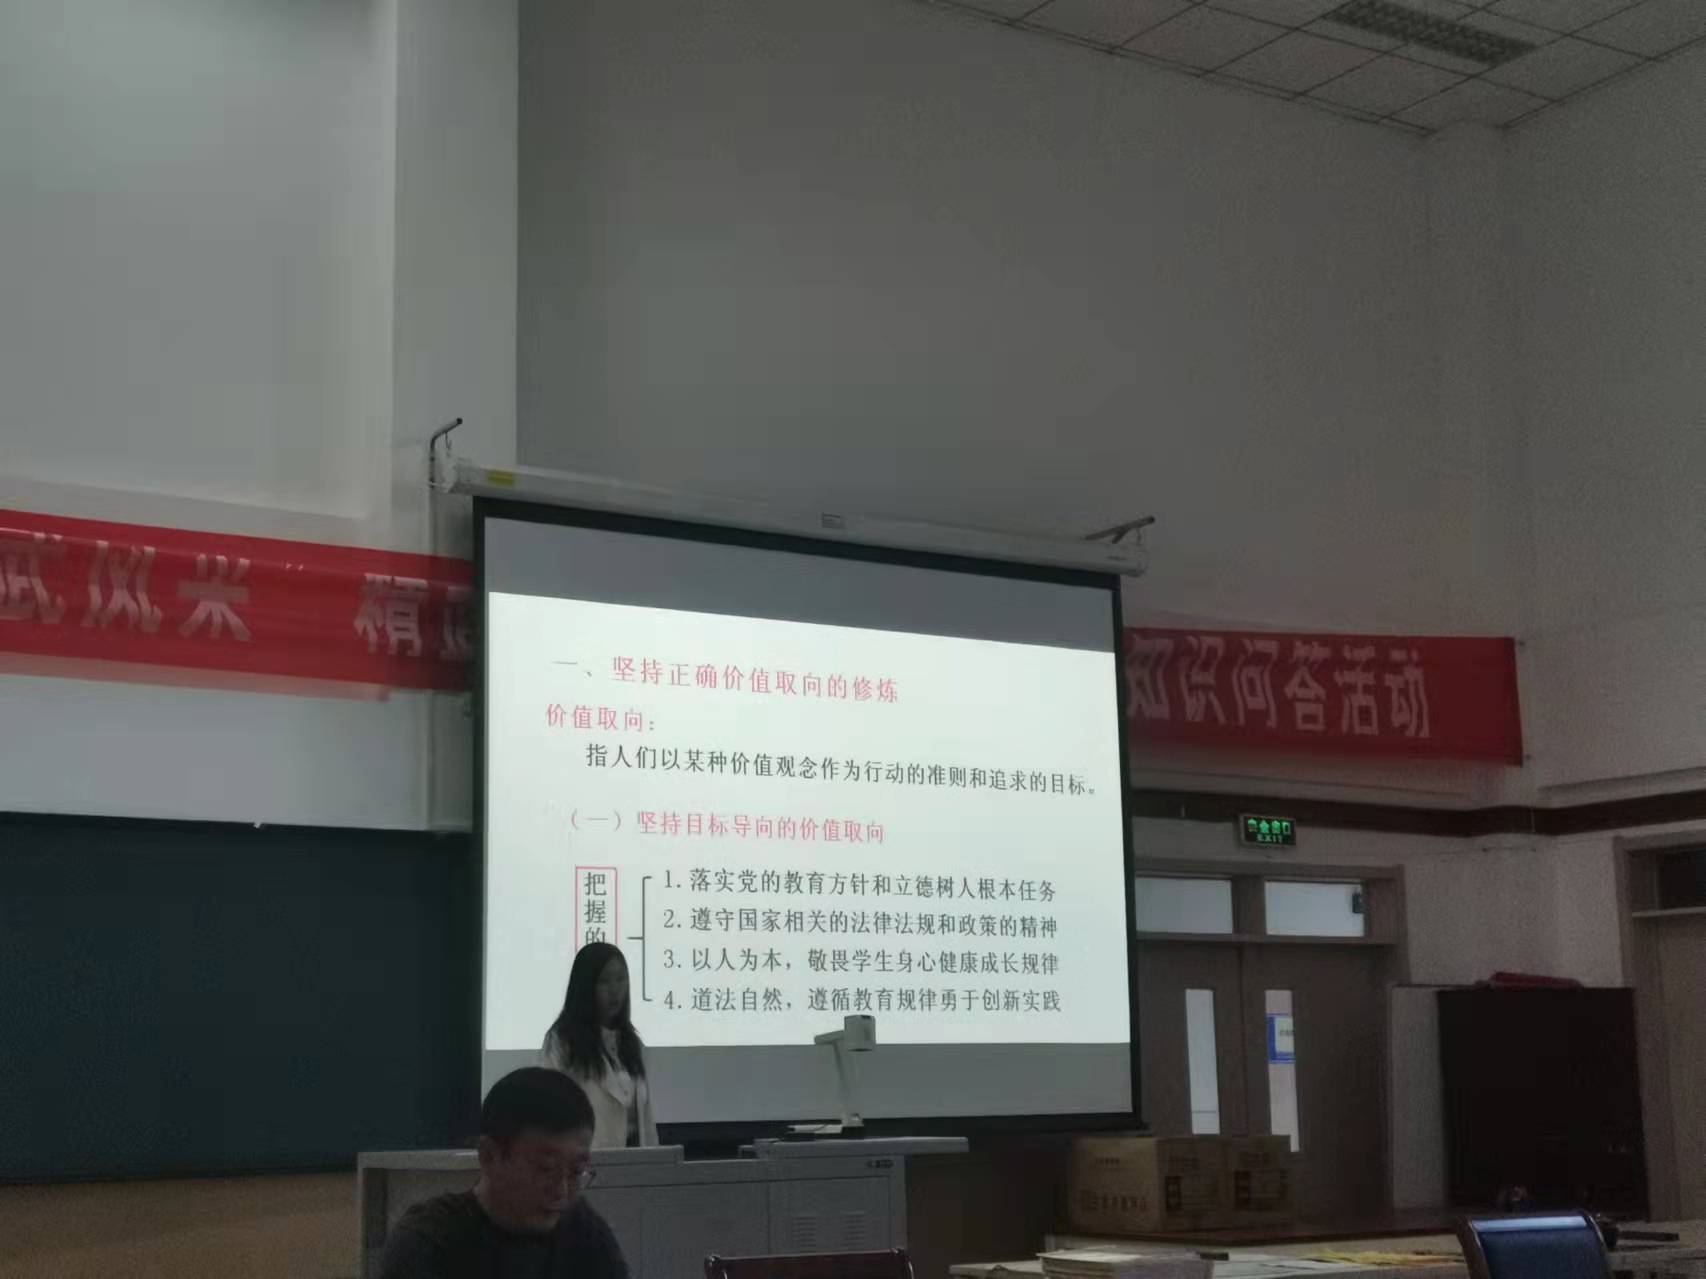 武风采" 精武
知识问答活动
一、坚持正确价值取向的修炼
价值取向：
指人们以某种价值观念作为行动的准则和追求的目标。
（一）坚持目标导向的价值取向
把握的
1. 落实党的教育方针和立德树人根本任务
2. 遵守国家相关的法律法规和政策的精神
3. 以人为本，敬畏学生身心健康成长规律
4. 道法自然，遵循教育规律勇于创新实践
安全出口
EXIT